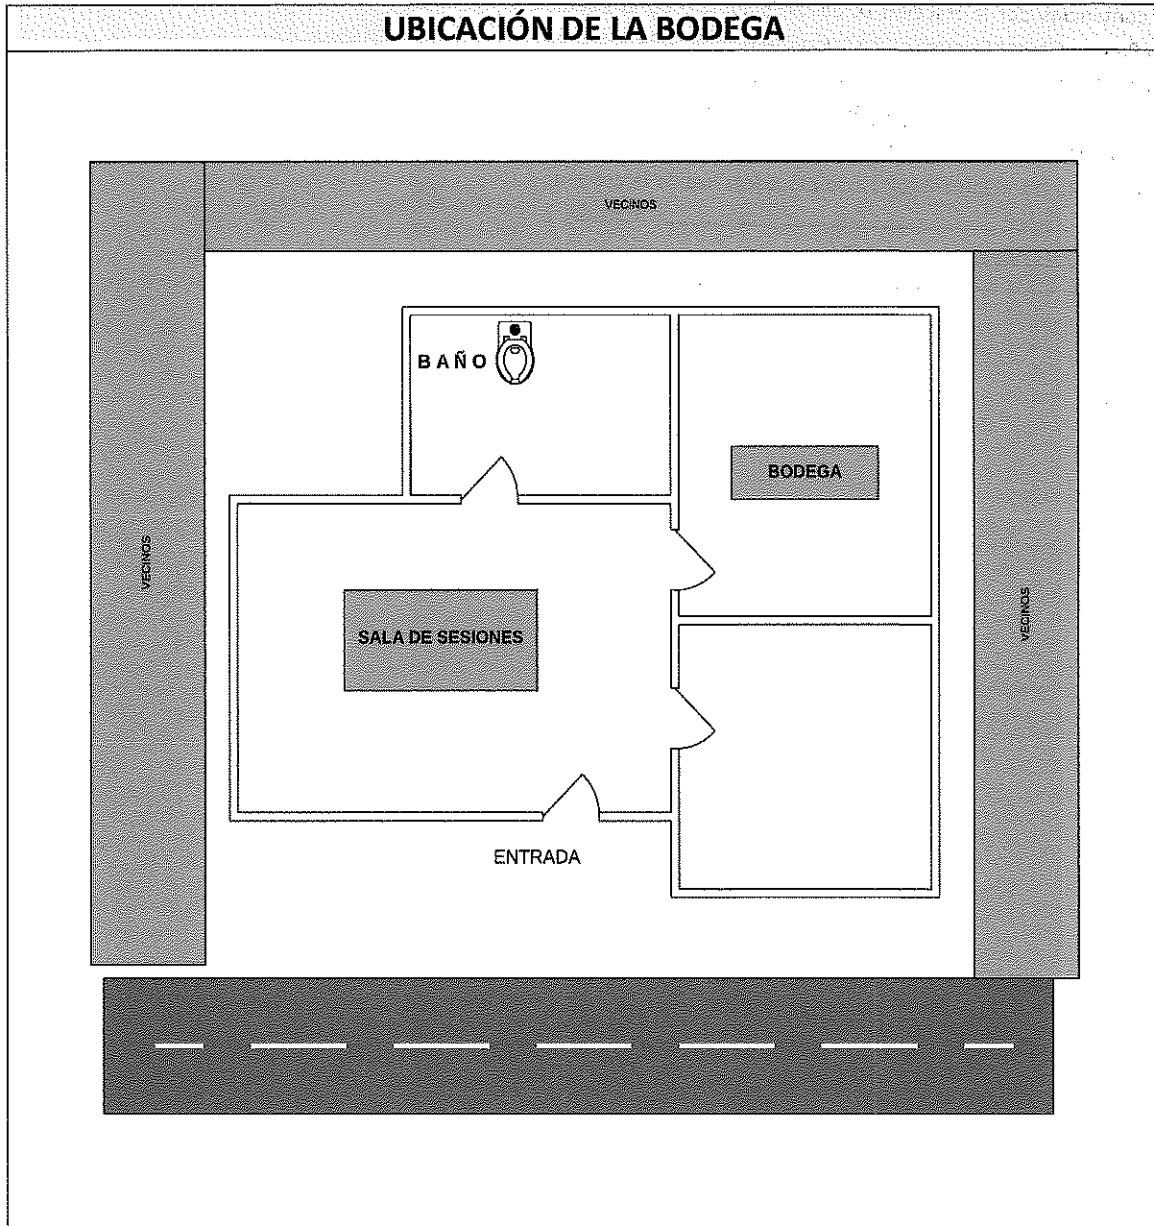 UBICACIÓN DE LA BODEGA
VECINOS
BAÑO
BODEGA
VECINOS
VECINOS
SALA DE SESIONES
ENTRADA